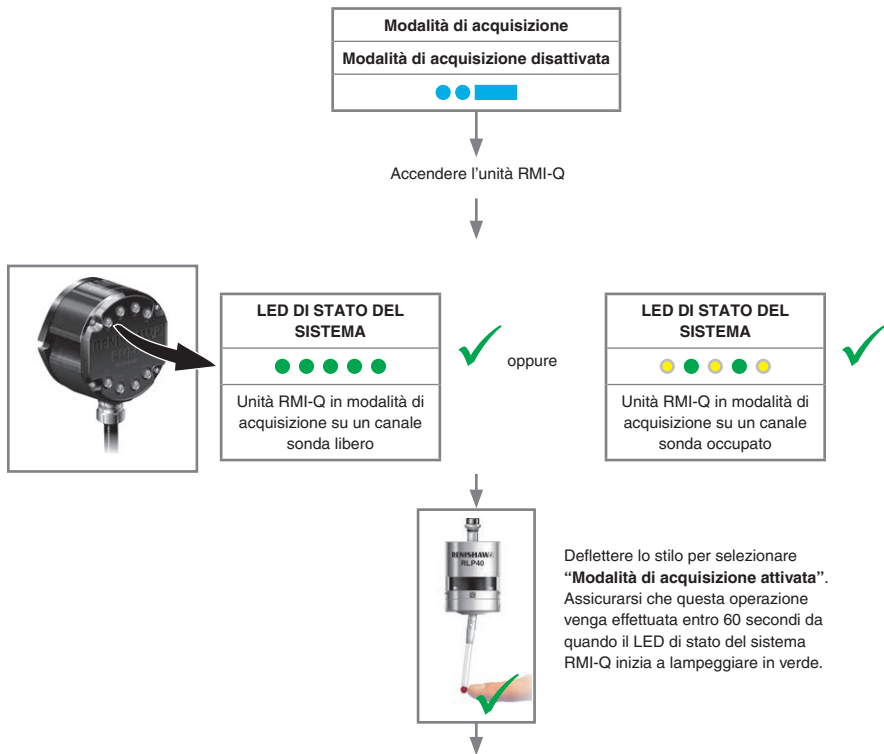 Modalità di acquisizione
Modalità di acquisizione disattivata
Accendere l'unità RMI-Q
RENISHAW
LED DI STATO DEL
SISTEMA
Unità RMI-Q in modalità di
acquisizione su un canale
sonda libero
oppure
LED DI STATO DEL
SISTEMA
Unità RMI-Q in modalità di
acquisizione su un canale
sonda occupato
RENISHAW
RLP40
Deflettere lo stilo per selezionare
“Modalità di acquisizione attivata”.
Assicurarsi che questa operazione
venga effettuata entro 60 secondi da
quando il LED di stato del sistema
RMI-Q inizia a lampeggiare in verde.